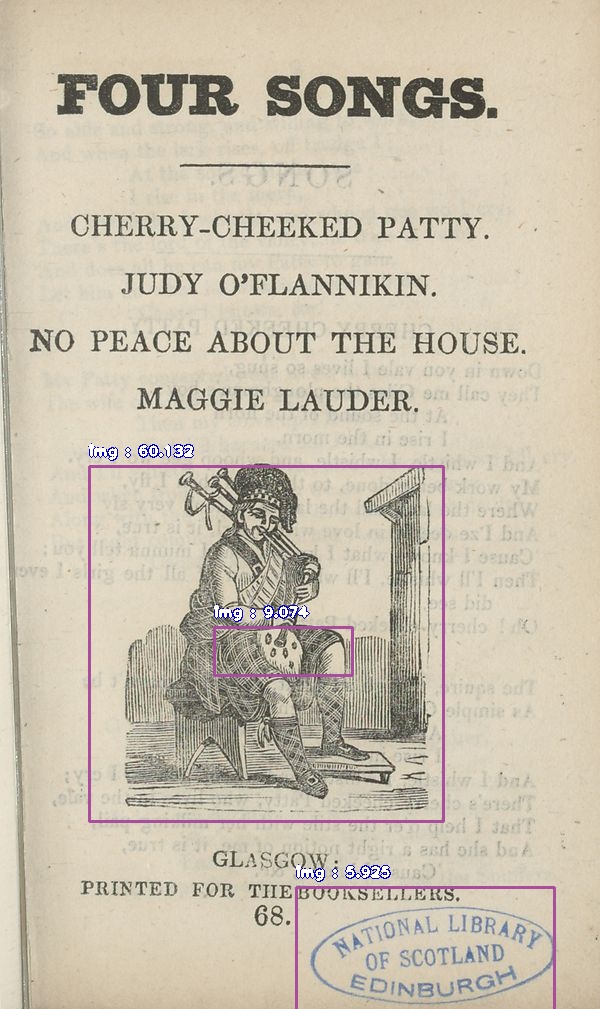 FOUR SONGS.
CHERRY-CHEEKED PATTY.
JUDY O'FLANNIKIN.
NO PEACE ABOUT THE HOUSE.
MAGGIE LAUDER.
img : 60.132
img : 9.074
GLASGOW:
img : 5.925
PRINTED FOR THE BOOKSELLERS.
68.
NATIONAL LIBRARY
OF SCOTLAND
EDINBURGH